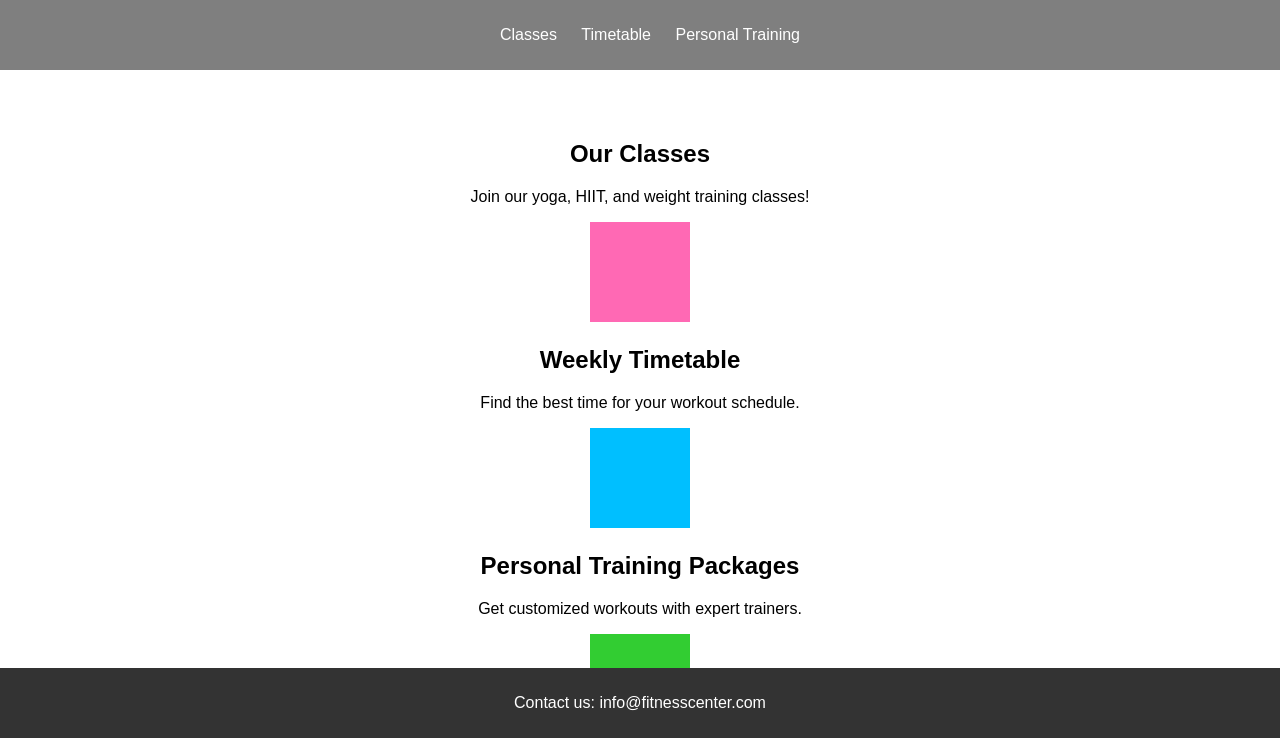 Classes Timetable Personal Training
Our Classes
Join our yoga, HIIT, and weight training classes!
Weekly Timetable
Find the best time for your workout schedule.
Personal Training Packages
Get customized workouts with expert trainers.
Contact us: info@fitnesscenter.com